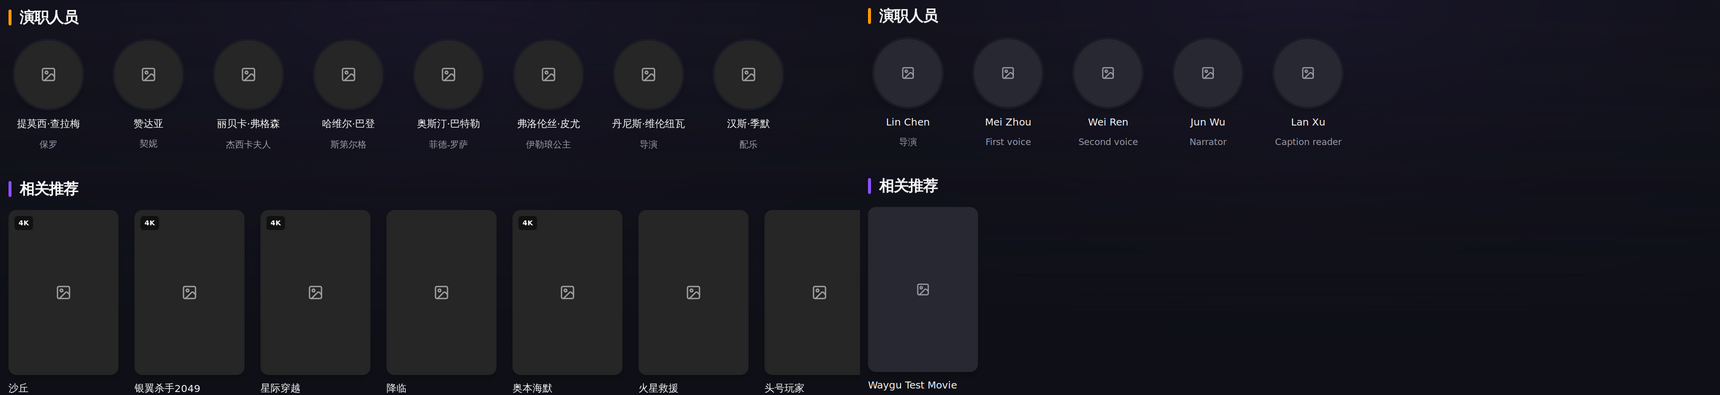 演职人员
提莫西·查拉梅 赞达亚 丽贝卡·弗格森 哈维尔·巴登 奥斯汀·巴特勒 弗洛伦丝·皮尤 丹尼斯·维伦纽瓦 汉斯·季默
保罗 契妮 杰西卡夫人 斯第尔格 菲德-罗萨 伊勒琅公主 导演 配乐
相关推荐
4K 4K 4K 4K
沙丘 银翼杀手2049 星际穿越 降临 奥本海默 火星救援 头号玩家
演职人员
Lin Chen Mei Zhou Wei Ren Jun Wu Lan Xu
导演 First voice Second voice Narrator Caption reader
相关推荐
Waygu Test Movie